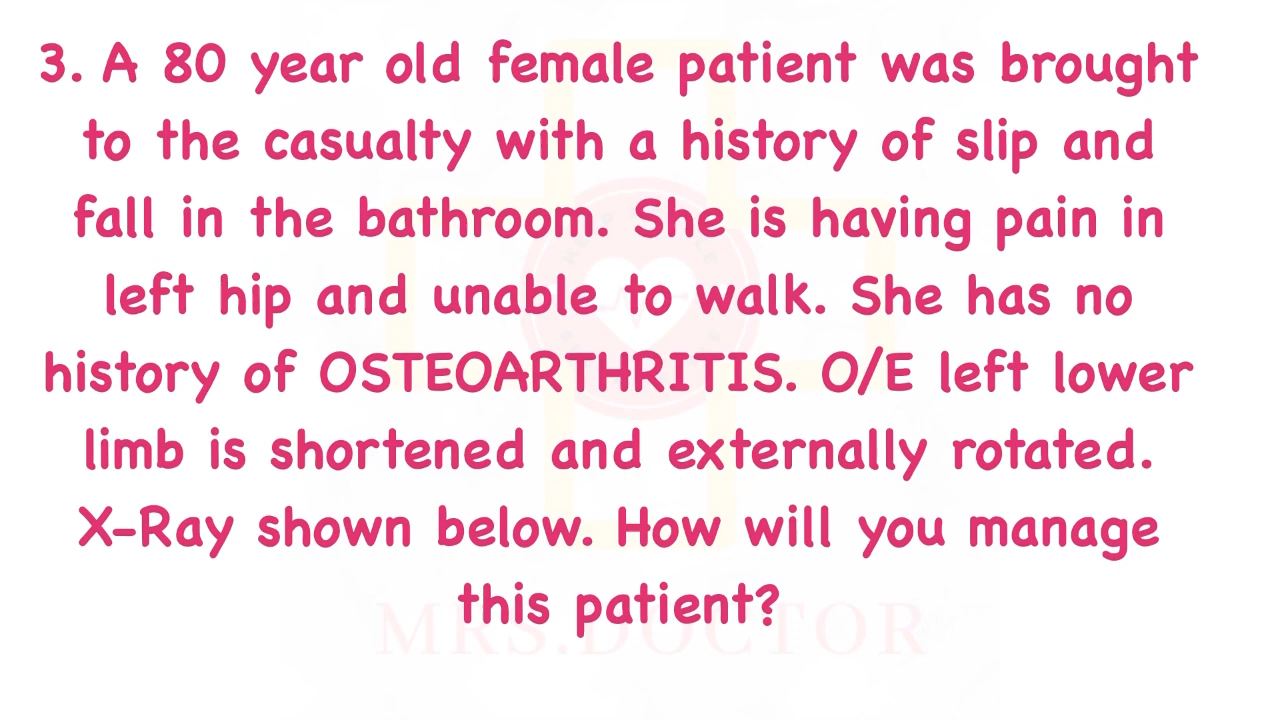 3. A 80 year old female patient was brought
to the casualty with a history of slip and
fall in the bathroom. She is having pain in
left hip and unable to walk. She has no
history of OSTEOARTHRITIS. O/E left lower
limb is shortened and externally rotated.
X-Ray shown below. How will you manage
this patient?
MRS.DOCTOR